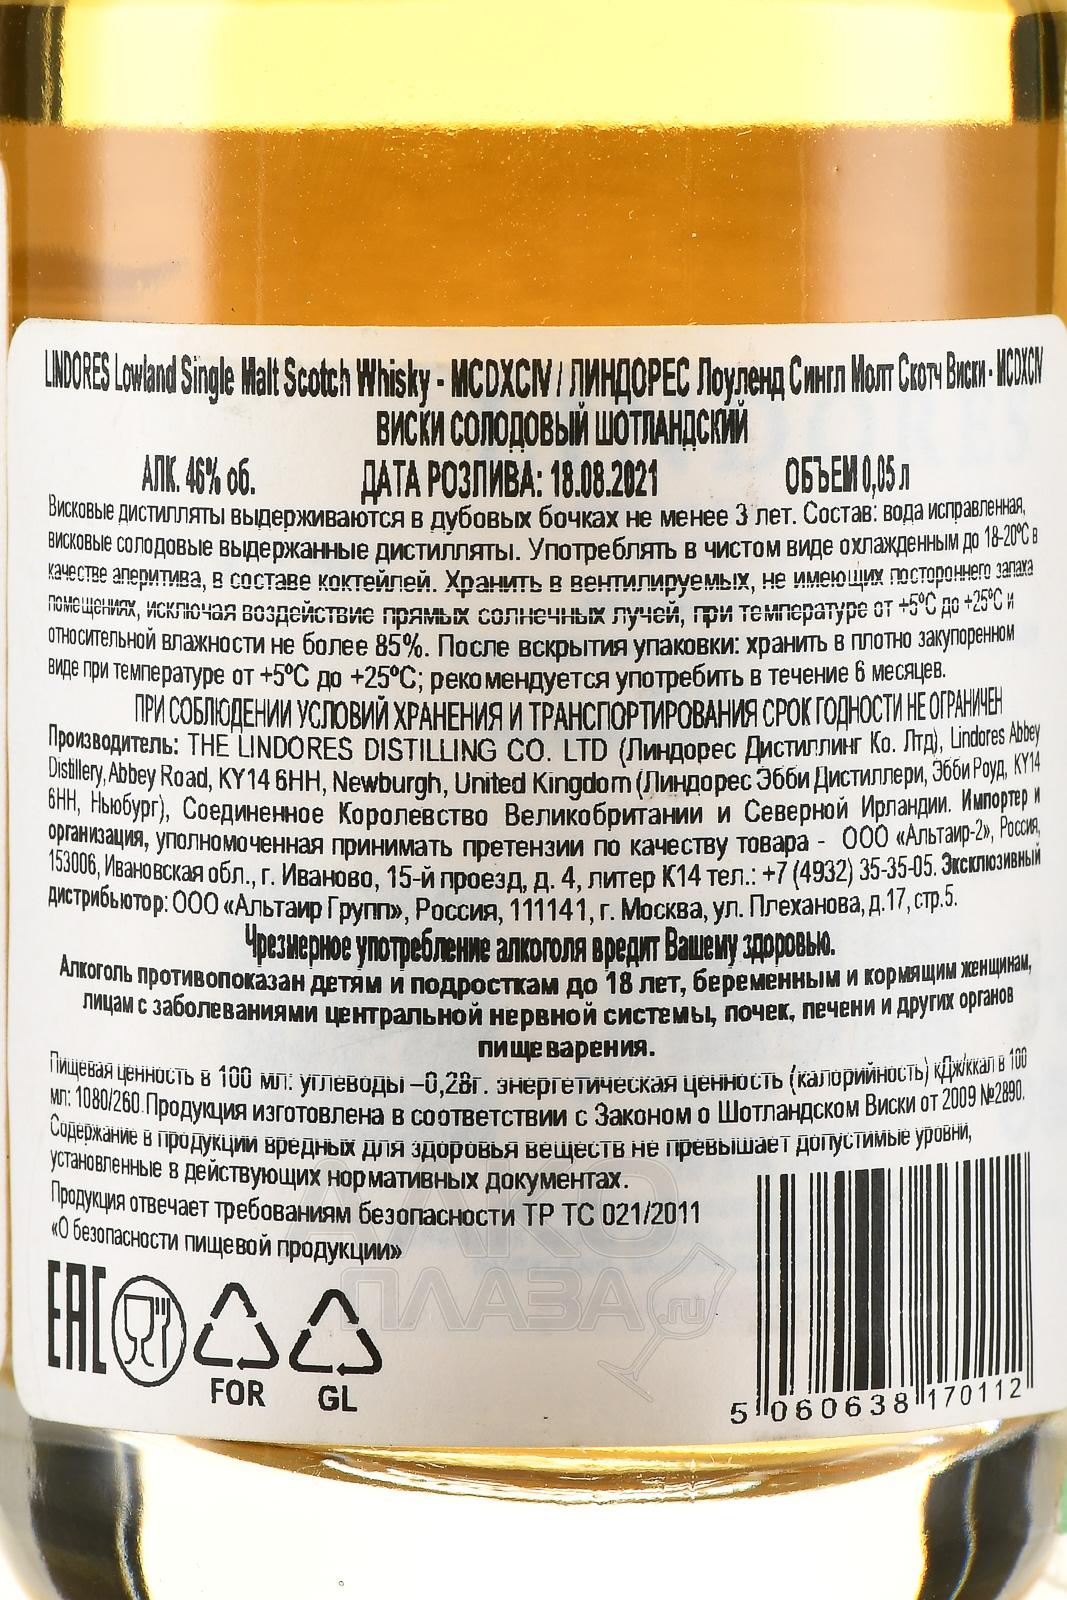 LINDORES Lowland Single Malt Scotch Whisky - MCDXCIV / ЛИНДОРЕС Лоуленд Сингл Молт Скотч Виски - MCDXCIV
ВИСКИ СОЛОДОВЫЙ ШОТЛАНДСКИЙ
АЛК. 46% об. ДАТА РОЗЛИВА: 18.08.2021 ОБЪЕМ 0,05 л
Висковые дистилляты выдерживаются в дубовых бочках не менее 3 лет. Состав: вода исправленная,
висковые солодовые выдержанные дистилляты. Употреблять в чистом виде охлажденным до 18-20°С в
качестве аперитива, в составе коктейлей. Хранить в вентилируемых, не имеющих постороннего запаха
помещениях, исключая воздействие прямых солнечных лучей, при температуре от +5°С до +25°С и
относительной влажности не более 85%. После вскрытия упаковки: хранить в плотно закупоренном
виде при температуре от +5°С до +25°С; рекомендуется употребить в течение 6 месяцев.
ПРИ СОБЛЮДЕНИИ УСЛОВИЙ ХРАНЕНИЯ И ТРАНСПОРТИРОВАНИЯ СРОК ГОДНОСТИ НЕ ОГРАНИЧЕН
Производитель: THE LINDORES DISTILLING CO. LTD (Линдорес Дистиллинг Ко. Лтд), Lindores Abbey
Distillery, Abbey Road, KY14 6HH, Newburgh, United Kingdom (Линдорес Эбби Дистиллери, Эбби Роуд, KY14
6HH, Ньюбург), Соединенное Королевство Великобритании и Северной Ирландии. Импортер и
организация, уполномоченная принимать претензии по качеству товара - ООО «Альтаир-2», Россия,
153006, Ивановская обл., г. Иваново, 15-й проезд, д. 4, литер К14 тел.: +7 (4932) 35-35-05. Эксклюзивный
дистрибьютор: ООО «Альтаир Групп», Россия, 111141, г. Москва, ул. Плеханова, д.17, стр.5.
Чрезмерное употребление алкоголя вредит Вашему здоровью.
Алкоголь противопоказан детям и подросткам до 18 лет, беременным и кормящим женщинам,
лицам с заболеваниями центральной нервной системы, почек, печени и других органов
пищеварения.
Пищевая ценность в 100 мл: углеводы –0,28г. энергетическая ценность (калорийность) кДж/ккал в 100
мл: 1080/260.Продукция изготовлена в соответствии с Законом о Шотландском Виски от 2009 №2890.
Содержание в продукции вредных для здоровья веществ не превышает допустимые уровни,
установленные в действующих нормативных документах.
Продукция отвечает требованиям безопасности ТР ТС 021/2011
«О безопасности пищевой продукции»
EAC
FOR GL
5 060638 170112
АЛКО
ПЛАЗА.ru